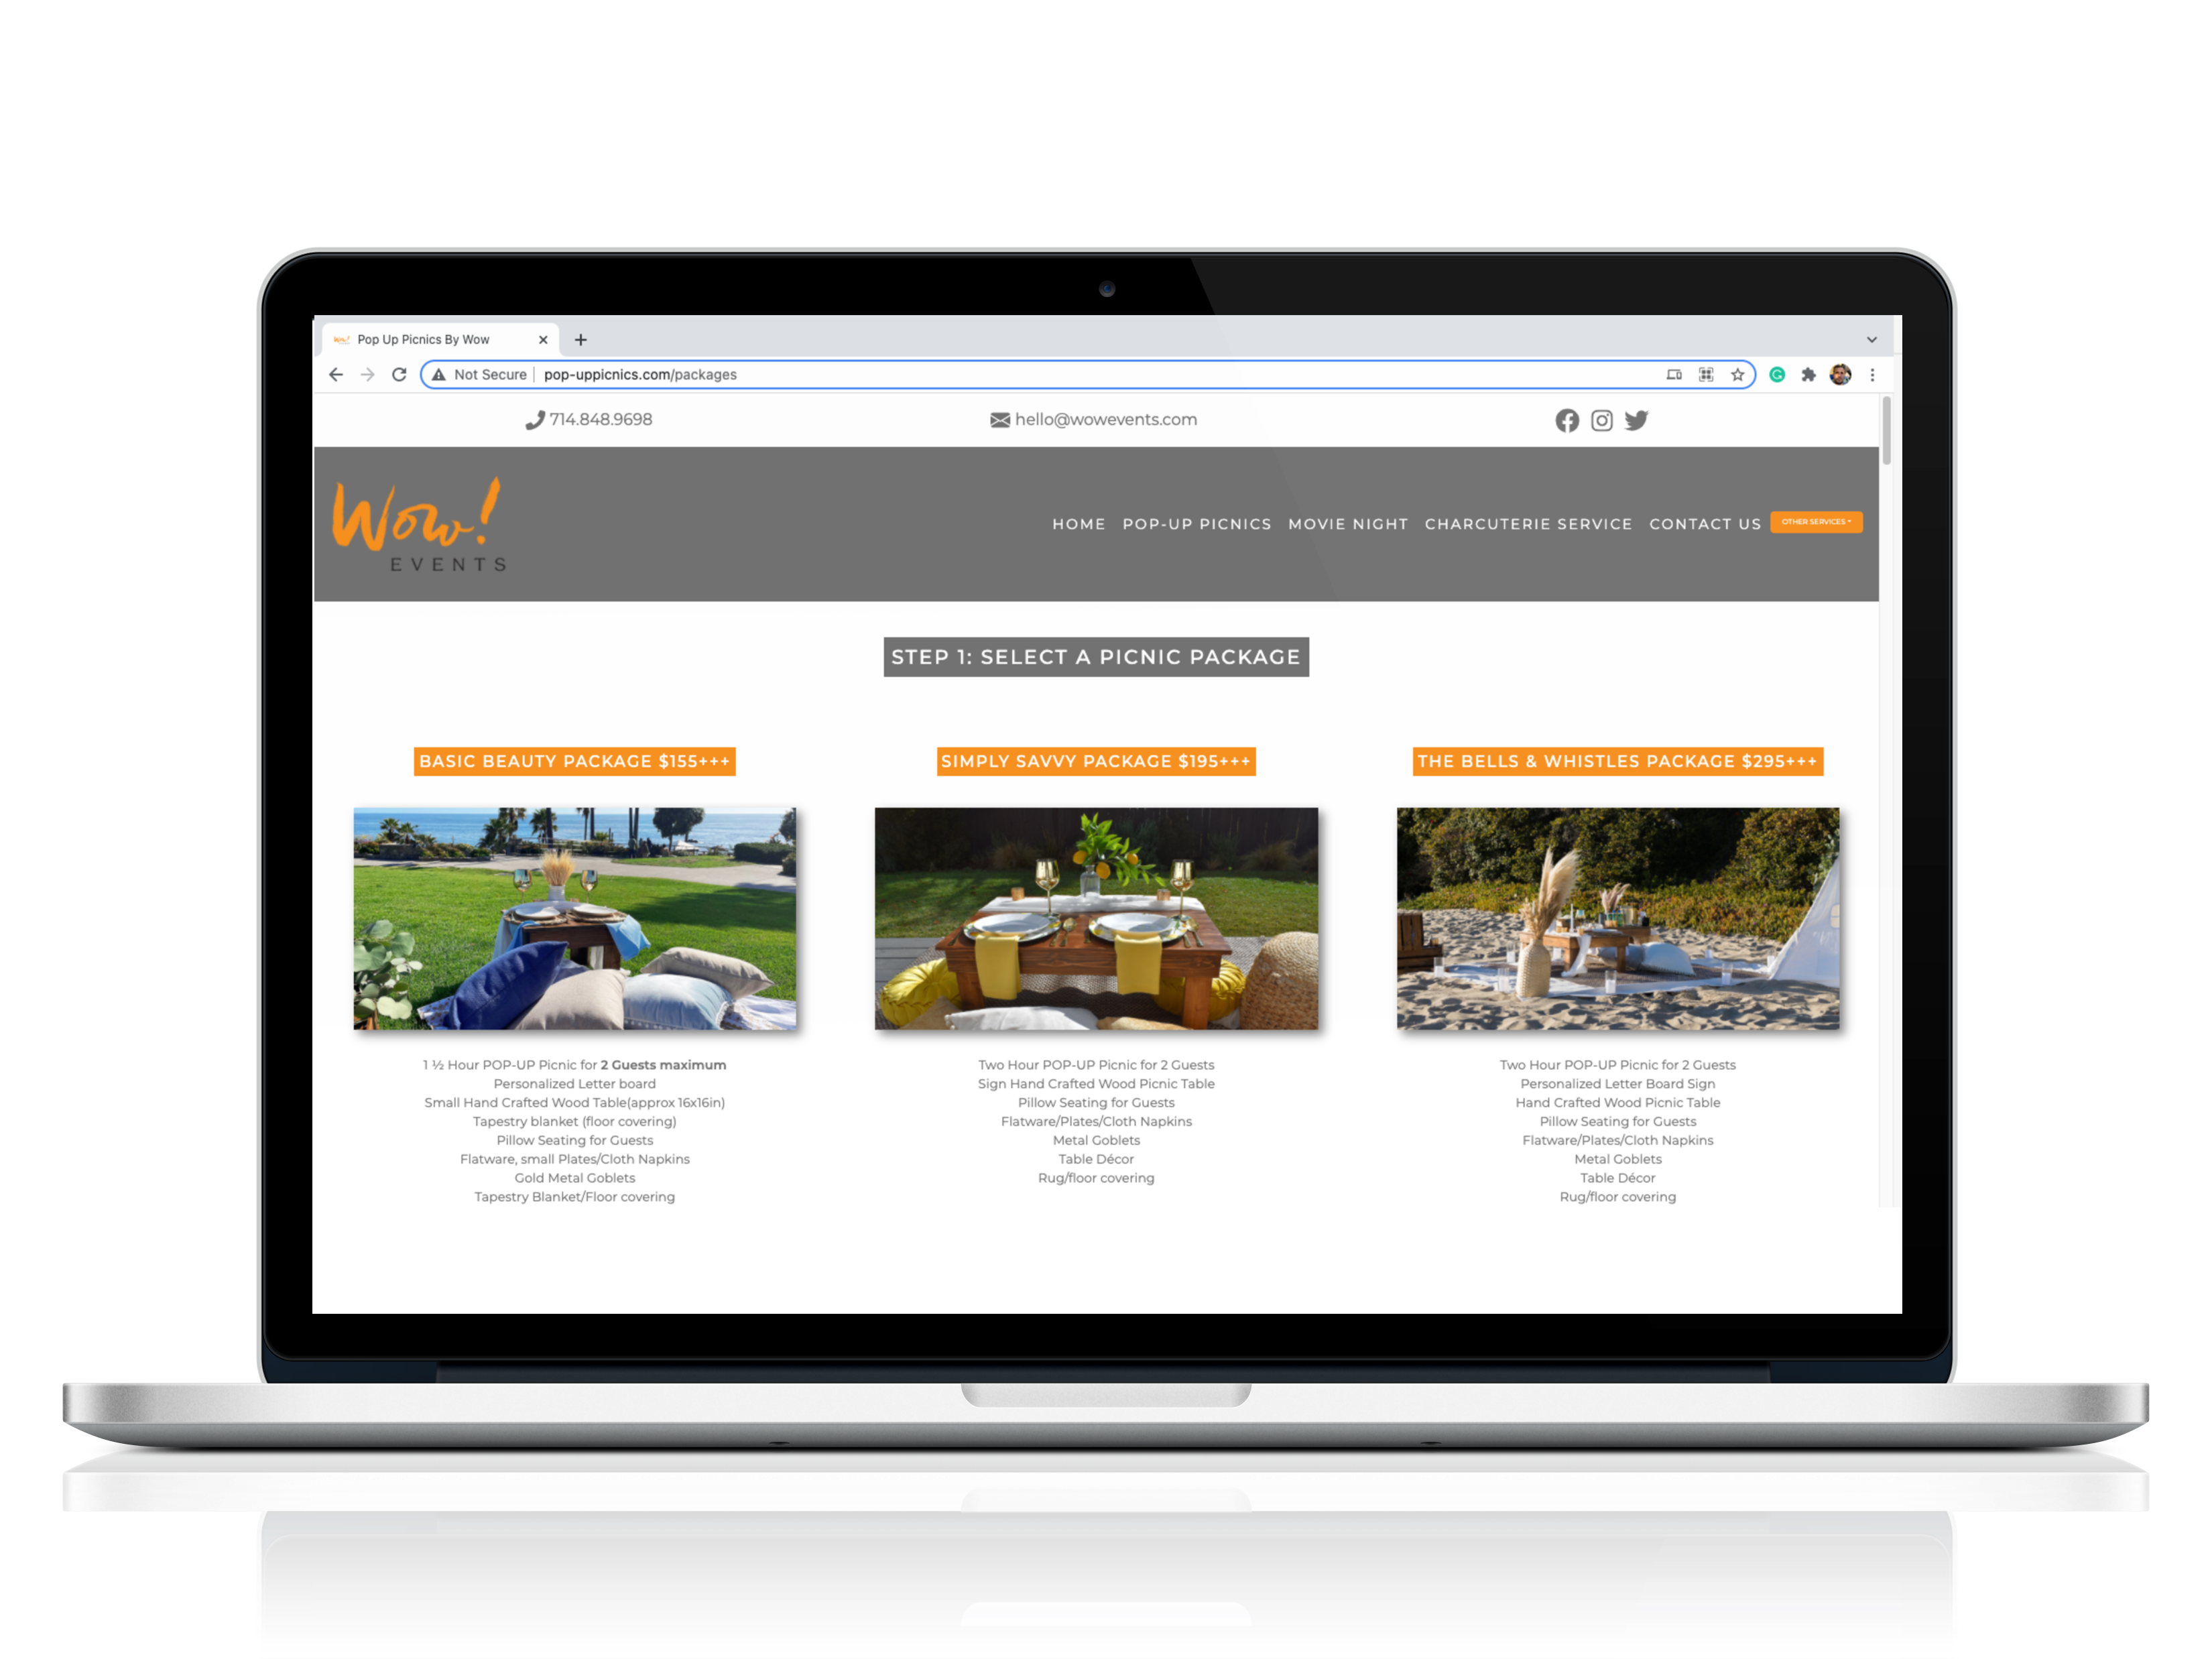 Wow! Pop Up Picnics By Wow
Not Secure pop-uppicnics.com/packages
714.848.9698 hello@wowevents.com
Wow!
EVENTS
HOME POP-UP PICNICS MOVIE NIGHT CHARCUTERIE SERVICE CONTACT US OTHER SERVICES
STEP 1: SELECT A PICNIC PACKAGE
BASIC BEAUTY PACKAGE $155+++
1 ½ Hour POP-UP Picnic for 2 Guests maximum
Personalized Letter board
Small Hand Crafted Wood Table(approx 16x16in)
Tapestry blanket (floor covering)
Pillow Seating for Guests
Flatware, small Plates/Cloth Napkins
Gold Metal Goblets
Tapestry Blanket/Floor covering
SIMPLY SAVVY PACKAGE $195+++
Two Hour POP-UP Picnic for 2 Guests
Sign Hand Crafted Wood Picnic Table
Pillow Seating for Guests
Flatware/Plates/Cloth Napkins
Metal Goblets
Table Décor
Rug/floor covering
THE BELLS & WHISTLES PACKAGE $295+++
Two Hour POP-UP Picnic for 2 Guests
Personalized Letter Board Sign
Hand Crafted Wood Picnic Table
Pillow Seating for Guests
Flatware/Plates/Cloth Napkins
Metal Goblets
Table Décor
Rug/floor covering